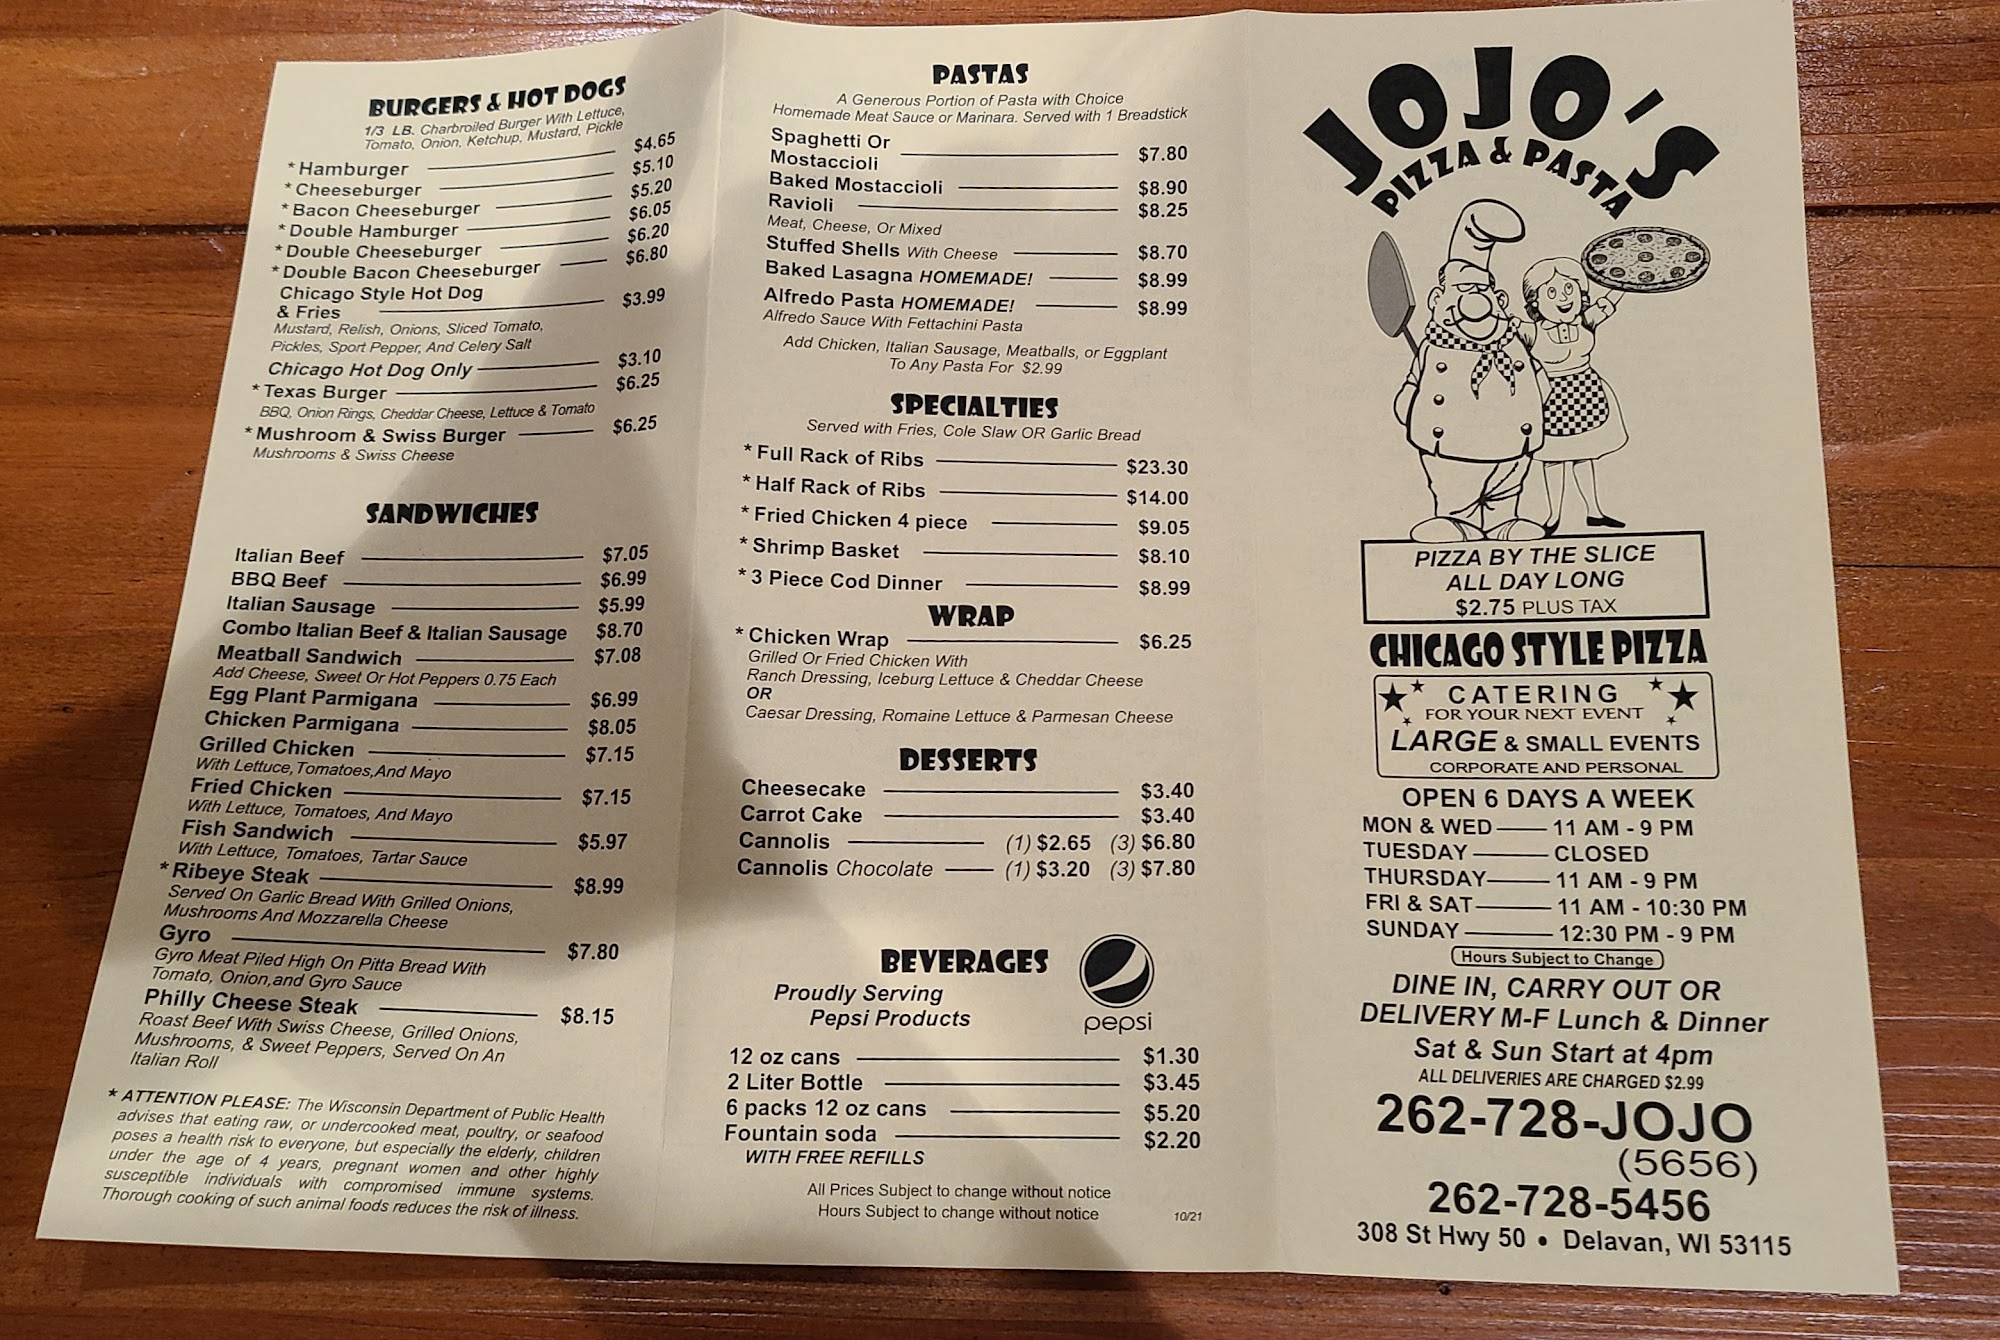 BURGERS & HOT DOGS
1/3 LB. Charbroiled Burger With Lettuce,
Tomato, Onion, Ketchup, Mustard, Pickle
* Hamburger $4.65
* Cheeseburger $5.10
* Bacon Cheeseburger $5.20
* Double Hamburger $6.05
* Double Cheeseburger $6.20
* Double Bacon Cheeseburger $6.80
Chicago Style Hot Dog
& Fries $3.99
Mustard, Relish, Onions, Sliced Tomato,
Pickles, Sport Pepper, And Celery Salt
Chicago Hot Dog Only $3.10
* Texas Burger $6.25
BBQ, Onion Rings, Cheddar Cheese, Lettuce & Tomato
* Mushroom & Swiss Burger $6.25
Mushrooms & Swiss Cheese
SANDWICHES
Italian Beef $7.05
BBQ Beef $6.99
Italian Sausage $5.99
Combo Italian Beef & Italian Sausage $8.70
Meatball Sandwich $7.08
Add Cheese, Sweet Or Hot Peppers 0.75 Each
Egg Plant Parmigana $6.99
Chicken Parmigana $8.05
Grilled Chicken $7.15
With Lettuce,Tomatoes,And Mayo
Fried Chicken $7.15
With Lettuce, Tomatoes, And Mayo
Fish Sandwich $5.97
With Lettuce, Tomatoes, Tartar Sauce
* Ribeye Steak $8.99
Served On Garlic Bread With Grilled Onions,
Mushrooms And Mozzarella Cheese
Gyro $7.80
Gyro Meat Piled High On Pitta Bread With
Tomato, Onion,and Gyro Sauce
Philly Cheese Steak $8.15
Roast Beef With Swiss Cheese, Grilled Onions,
Mushrooms, & Sweet Peppers, Served On An
Italian Roll
* ATTENTION PLEASE: The Wisconsin Department of Public Health
advises that eating raw, or undercooked meat, poultry, or seafood
poses a health risk to everyone, but especially the elderly, children
under the age of 4 years, pregnant women and other highly
susceptible individuals with compromised immune systems.
Thorough cooking of such animal foods reduces the risk of illness.
PASTAS
A Generous Portion of Pasta with Choice
Homemade Meat Sauce or Marinara. Served with 1 Breadstick
Spaghetti Or
Mostaccioli $7.80
Baked Mostaccioli $8.90
Ravioli $8.25
Meat, Cheese, Or Mixed
Stuffed Shells With Cheese $8.70
Baked Lasagna HOMEMADE! $8.99
Alfredo Pasta HOMEMADE! $8.99
Alfredo Sauce With Fettachini Pasta
Add Chicken, Italian Sausage, Meatballs, or Eggplant
To Any Pasta For $2.99
SPECIALTIES
Served with Fries, Cole Slaw OR Garlic Bread
* Full Rack of Ribs $23.30
* Half Rack of Ribs $14.00
* Fried Chicken 4 piece $9.05
* Shrimp Basket $8.10
* 3 Piece Cod Dinner $8.99
WRAP
* Chicken Wrap $6.25
Grilled Or Fried Chicken With
Ranch Dressing, Iceburg Lettuce & Cheddar Cheese
OR
Caesar Dressing, Romaine Lettuce & Parmesan Cheese
DESSERTS
Cheesecake $3.40
Carrot Cake $3.40
Cannolis (1) $2.65 (3) $6.80
Cannolis Chocolate (1) $3.20 (3) $7.80
BEVERAGES
Proudly Serving
Pepsi Products
pepsi
12 oz cans $1.30
2 Liter Bottle $3.45
6 packs 12 oz cans $5.20
Fountain soda $2.20
WITH FREE REFILLS
All Prices Subject to change without notice
Hours Subject to change without notice
10/21
JOJO'S
PIZZA & PASTA
PIZZA BY THE SLICE
ALL DAY LONG
$2.75 PLUS TAX
CHICAGO STYLE PIZZA
CATERING
FOR YOUR NEXT EVENT
LARGE & SMALL EVENTS
CORPORATE AND PERSONAL
OPEN 6 DAYS A WEEK
MON & WED 11 AM - 9 PM
TUESDAY CLOSED
THURSDAY 11 AM - 9 PM
FRI & SAT 11 AM - 10:30 PM
SUNDAY 12:30 PM - 9 PM
Hours Subject to Change
DINE IN, CARRY OUT OR
DELIVERY M-F Lunch & Dinner
Sat & Sun Start at 4pm
ALL DELIVERIES ARE CHARGED $2.99
262-728-JOJO
(5656)
262-728-5456
308 St Hwy 50 • Delavan, WI 53115